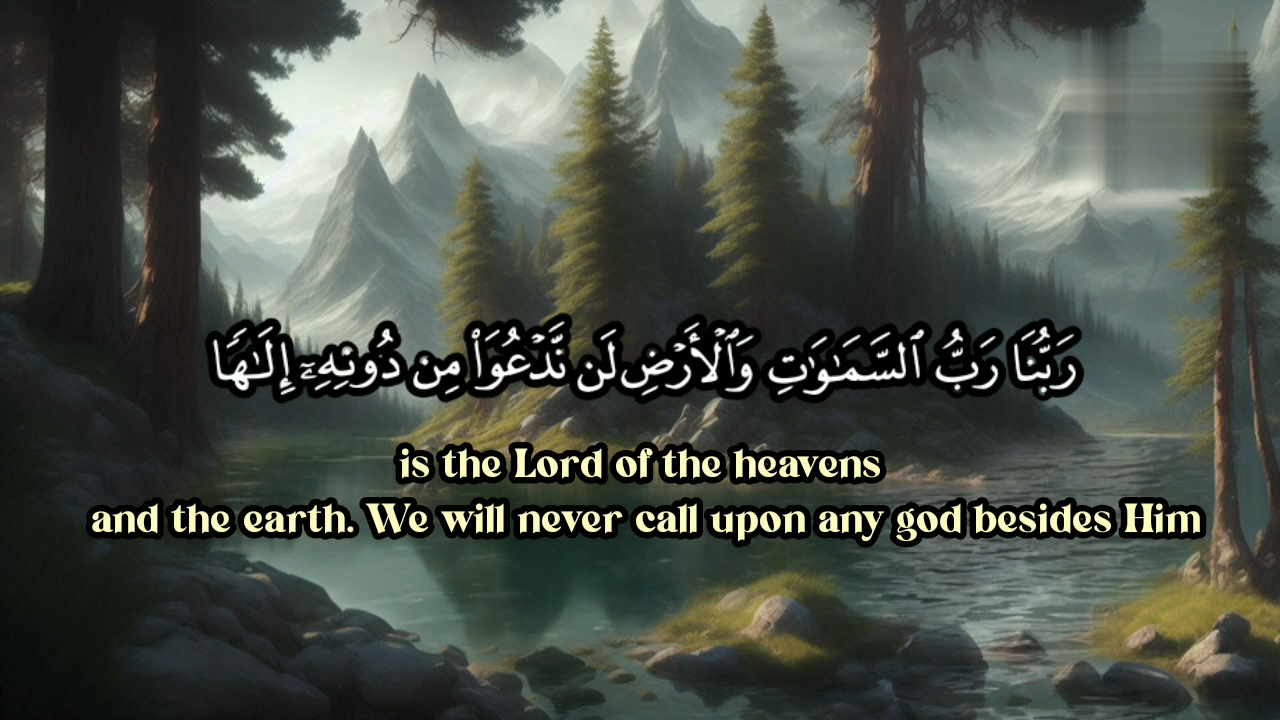 رَبُّنَا رَبُّ ٱلسَّمَـٰوَٰتِ وَٱلْأَرْضِ لَن نَّدْعُوَا۟ مِن دُونِهِۦٓ إِلَـٰهًا
is the Lord of the heavens
and the earth. We will never call upon any god besides Him